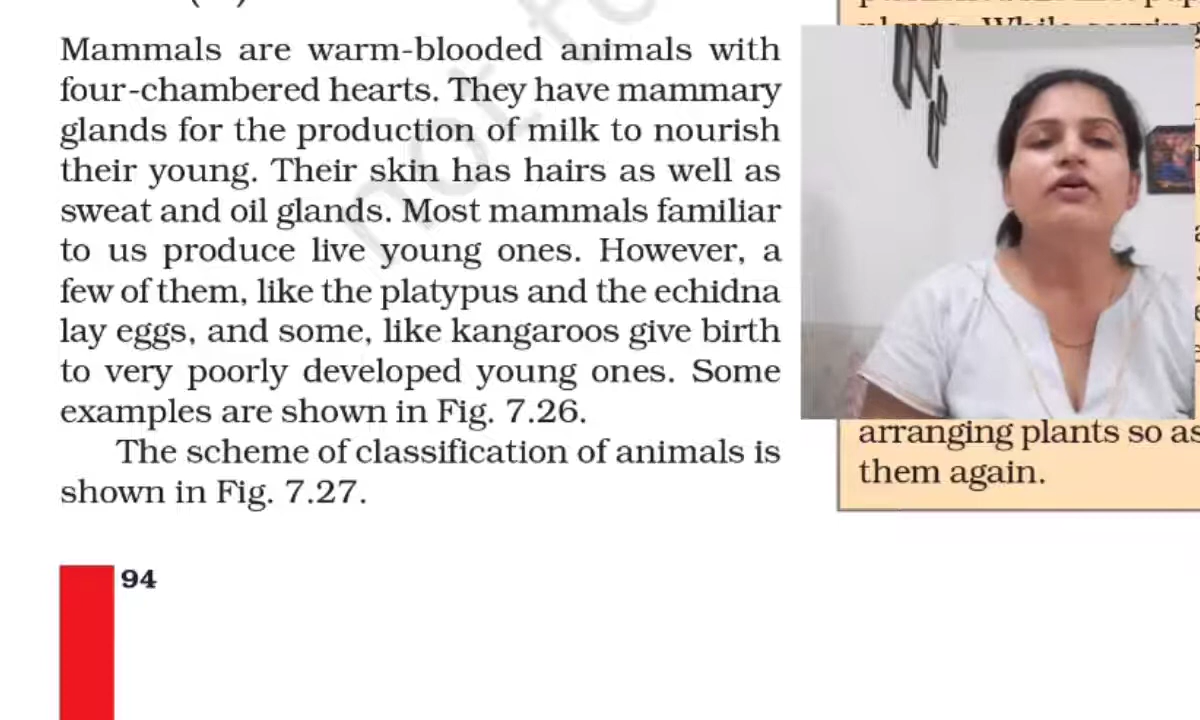 Mammals are warm-blooded animals with
four-chambered hearts. They have mammary
glands for the production of milk to nourish
their young. Their skin has hairs as well as
sweat and oil glands. Most mammals familiar
to us produce live young ones. However, a
few of them, like the platypus and the echidna
lay eggs, and some, like kangaroos give birth
to very poorly developed young ones. Some
examples are shown in Fig. 7.26.
The scheme of classification of animals is
shown in Fig. 7.27.
94
plants. While
arranging plants so as
them again.
not